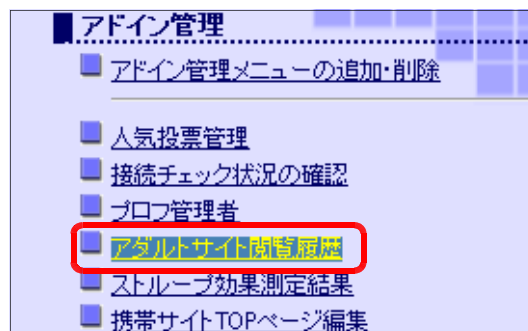 アドイン管理
アドイン管理メニューの追加・削除
人気投票管理
接続チェック状況の確認
プロフ管理者
アダルトサイト閲覧履歴
ストループ効果測定結果
携帯サイトTOPページ編集